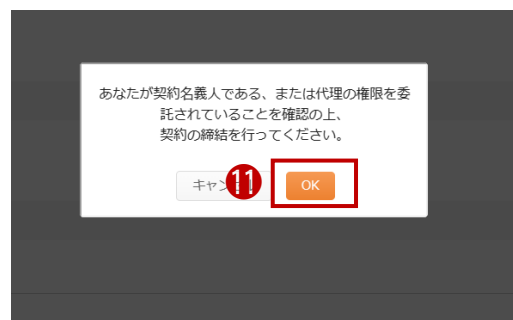 あなたが契約名義人である、または代理の権限を委
託されていることを確認の上、
契約の締結を行ってください。
11 OK